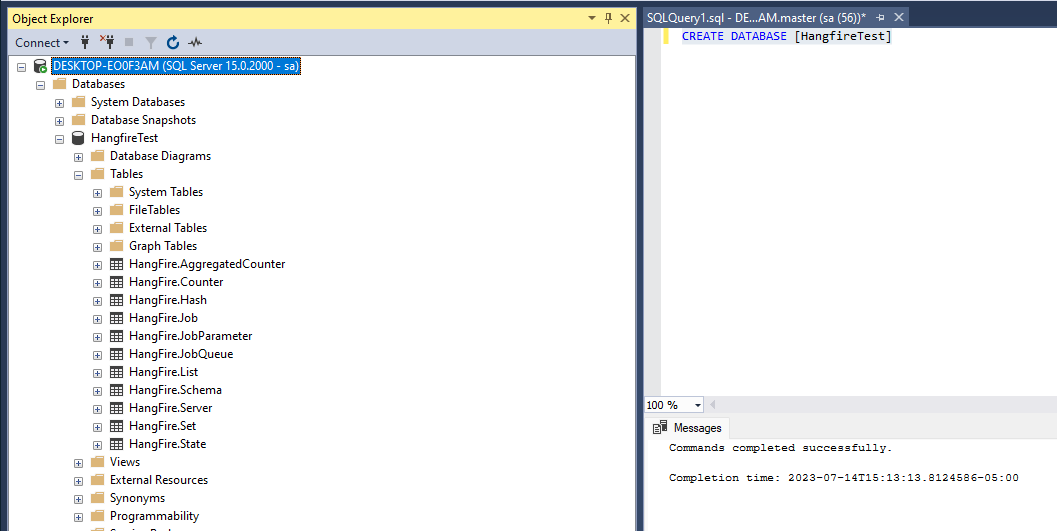 Object Explorer
Connect
DESKTOP-EO0F3AM (SQL Server 15.0.2000 - sa)
Databases
System Databases
Database Snapshots
HangfireTest
Database Diagrams
Tables
System Tables
FileTables
External Tables
Graph Tables
HangFire.AggregatedCounter
HangFire.Counter
HangFire.Hash
HangFire.Job
HangFire.JobParameter
HangFire.JobQueue
HangFire.List
HangFire.Schema
HangFire.Server
HangFire.Set
HangFire.State
Views
External Resources
Synonyms
Programmability
SQLQuery1.sql - DE...AM.master (sa (56))*
CREATE DATABASE [HangfireTest]
100 %
Messages
Commands completed successfully.
Completion time: 2023-07-14T15:13:13.8124586-05:00